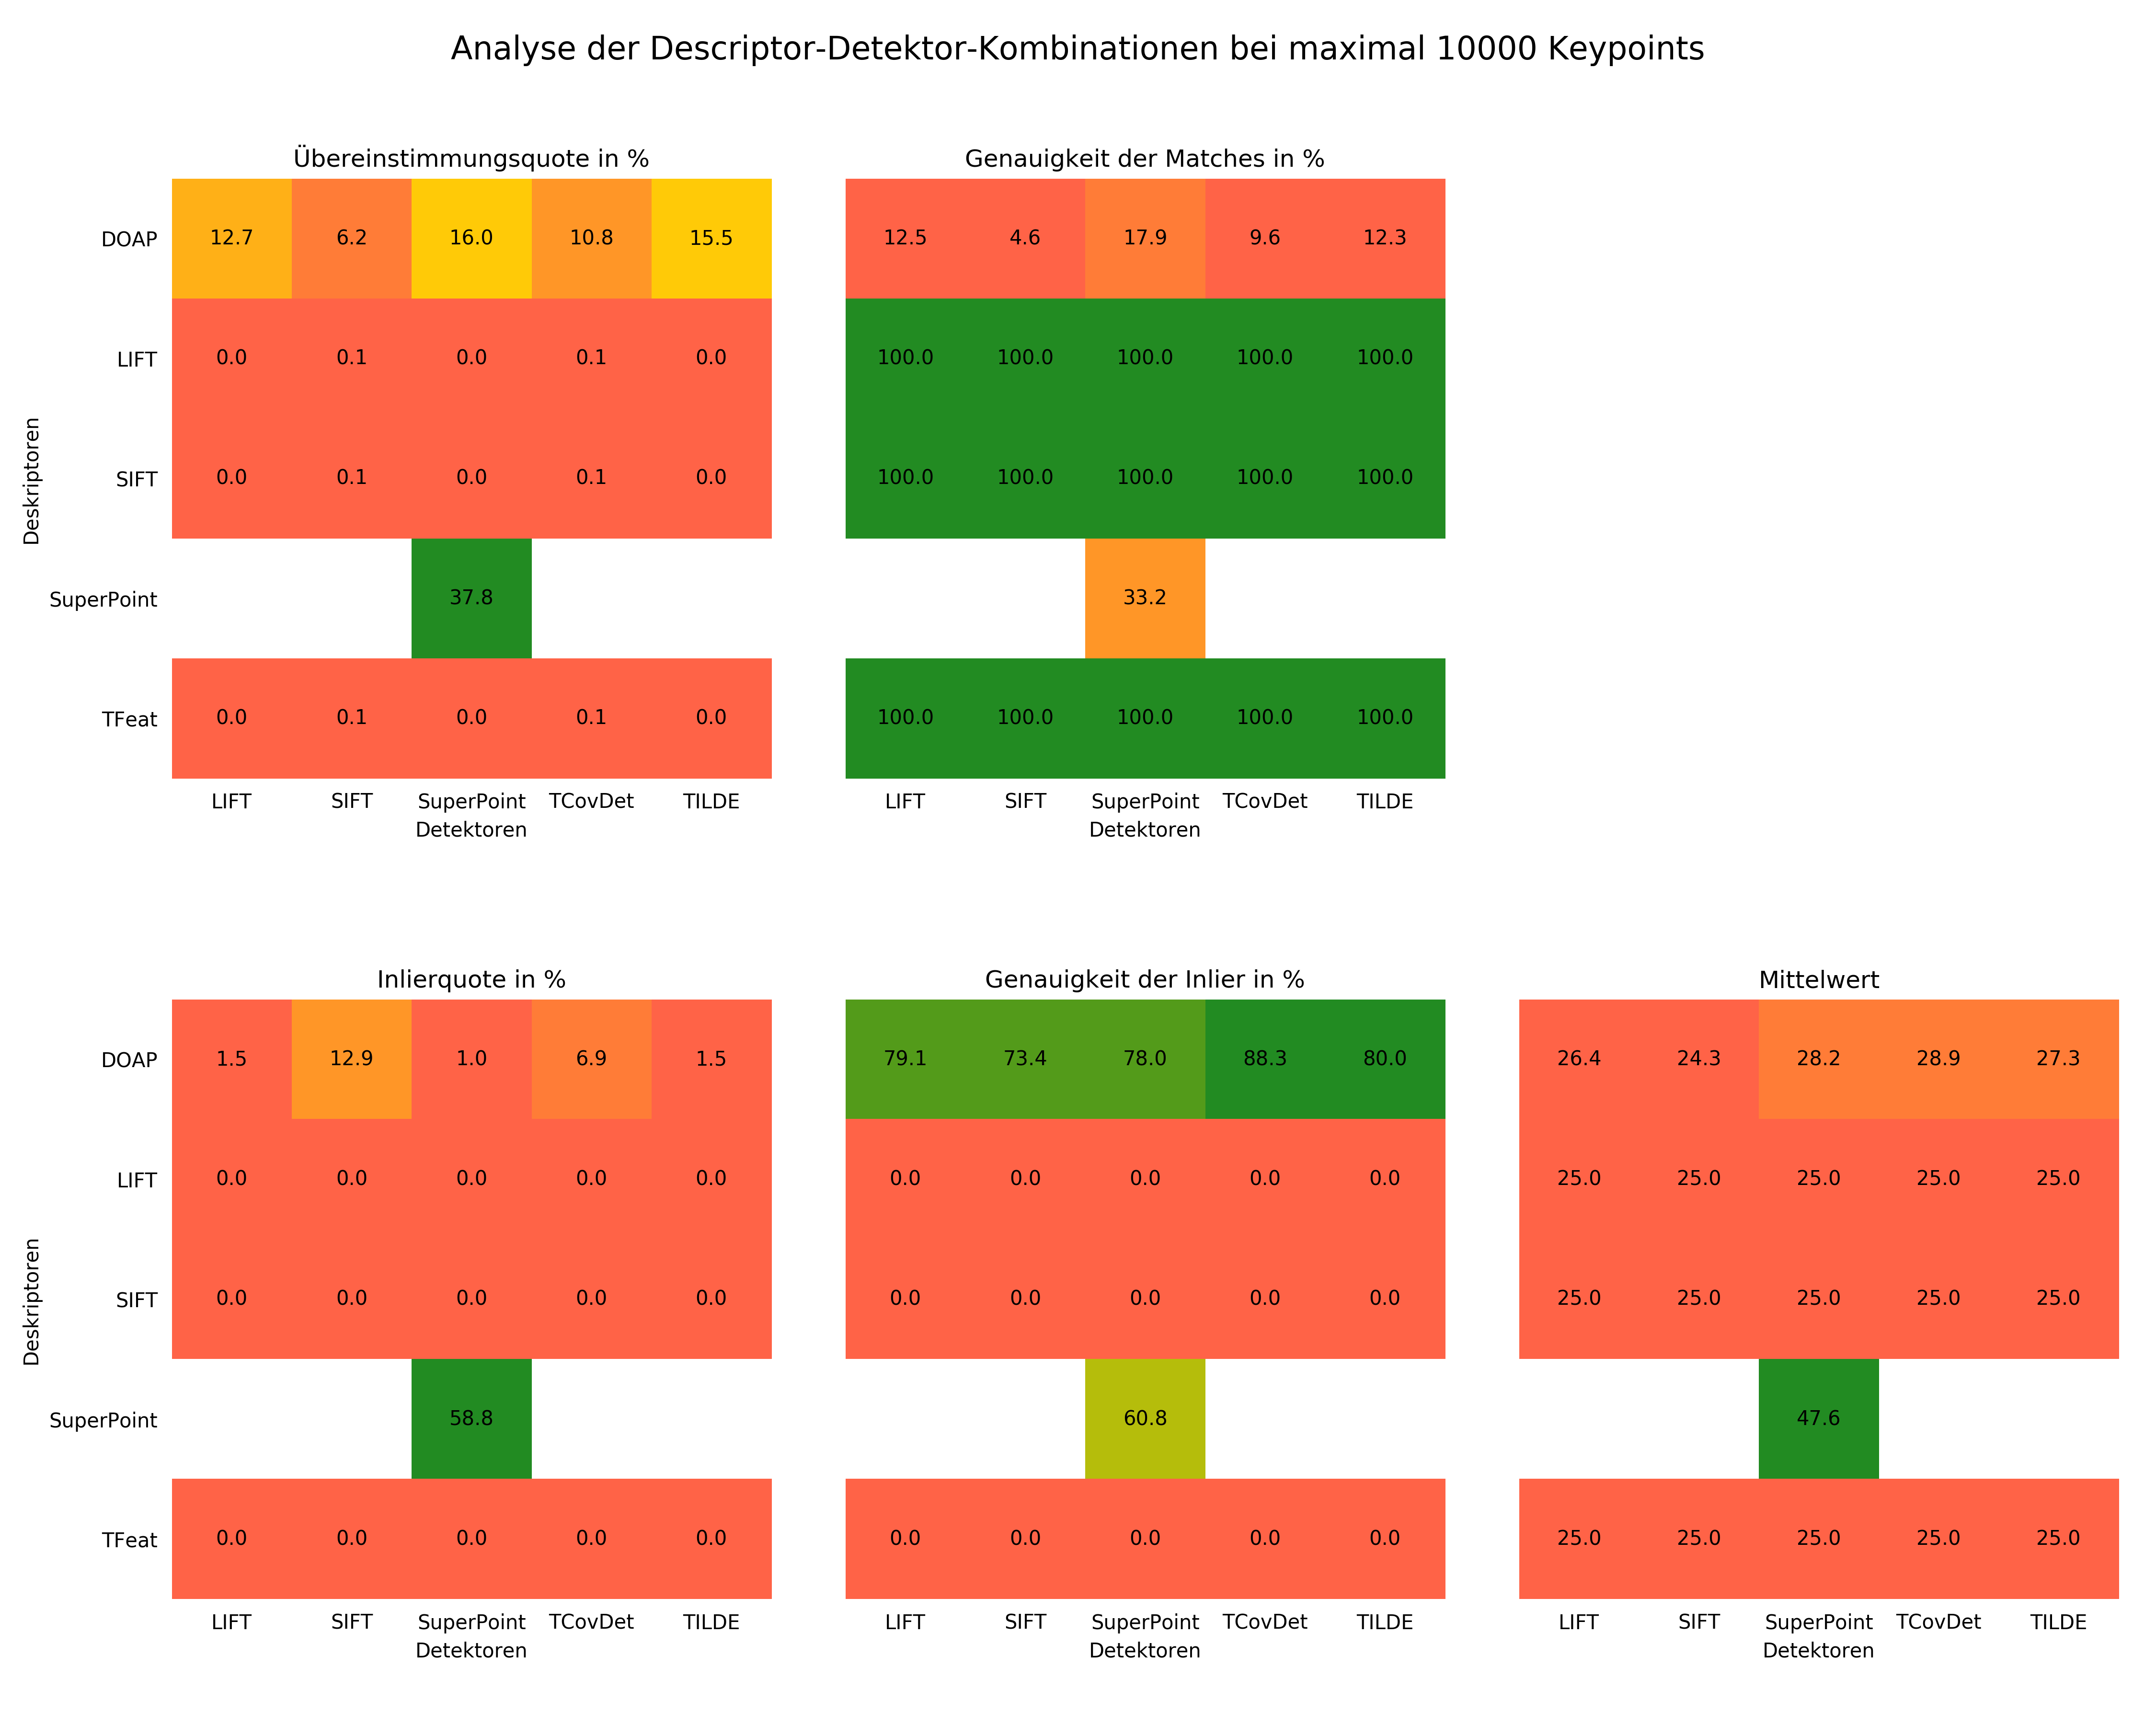 Analyse der Descriptor-Detektor-Kombinationen bei maximal 10000 Keypoints
Übereinstimmungsquote in %
Deskriptoren
DOAP 12.7 6.2 16.0 10.8 15.5
LIFT 0.0 0.1 0.0 0.1 0.0
SIFT 0.0 0.1 0.0 0.1 0.0
SuperPoint 37.8
TFeat 0.0 0.1 0.0 0.1 0.0
LIFT SIFT SuperPoint TCovDet TILDE
Detektoren
Genauigkeit der Matches in %
12.5 4.6 17.9 9.6 12.3
100.0 100.0 100.0 100.0 100.0
100.0 100.0 100.0 100.0 100.0
33.2
100.0 100.0 100.0 100.0 100.0
LIFT SIFT SuperPoint TCovDet TILDE
Detektoren
Inlierquote in %
Deskriptoren
DOAP 1.5 12.9 1.0 6.9 1.5
LIFT 0.0 0.0 0.0 0.0 0.0
SIFT 0.0 0.0 0.0 0.0 0.0
SuperPoint 58.8
TFeat 0.0 0.0 0.0 0.0 0.0
LIFT SIFT SuperPoint TCovDet TILDE
Detektoren
Genauigkeit der Inlier in %
79.1 73.4 78.0 88.3 80.0
0.0 0.0 0.0 0.0 0.0
0.0 0.0 0.0 0.0 0.0
60.8
0.0 0.0 0.0 0.0 0.0
LIFT SIFT SuperPoint TCovDet TILDE
Detektoren
Mittelwert
26.4 24.3 28.2 28.9 27.3
25.0 25.0 25.0 25.0 25.0
25.0 25.0 25.0 25.0 25.0
47.6
25.0 25.0 25.0 25.0 25.0
LIFT SIFT SuperPoint TCovDet TILDE
Detektoren